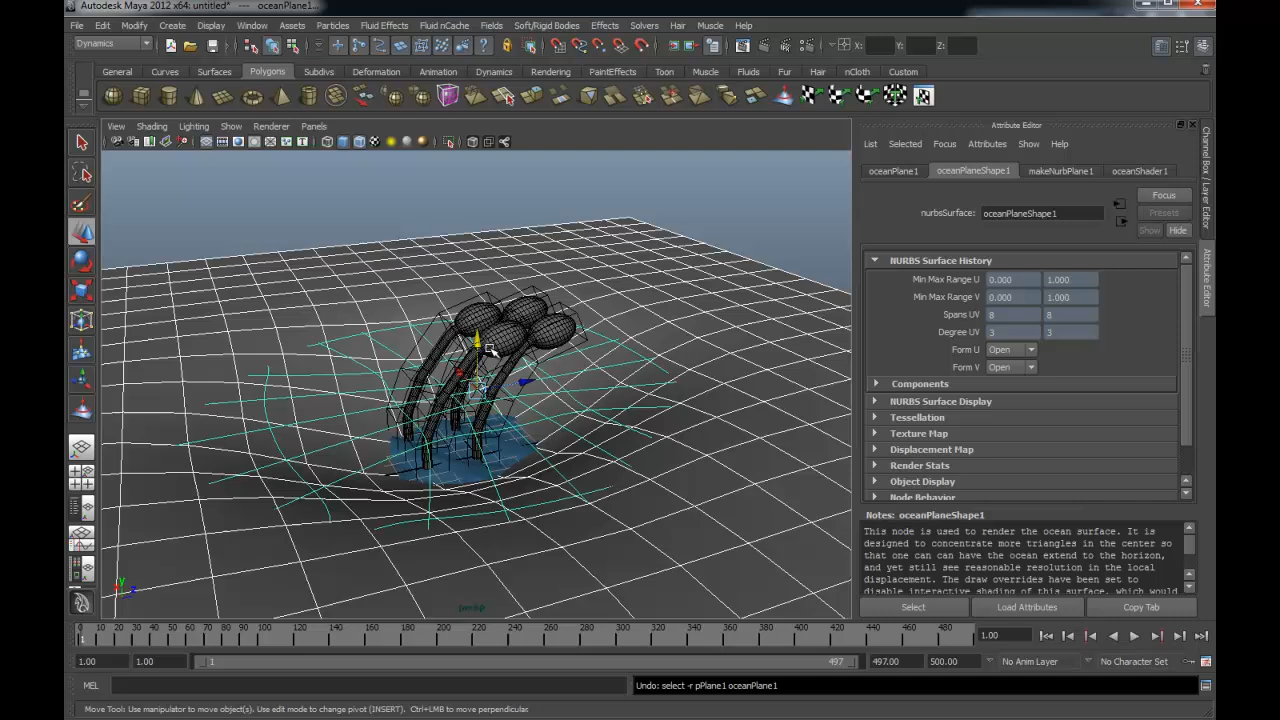 Autodesk Maya 2012 x64: untitled* --- oceanPlane1...
File Edit Modify Create Display Window Assets Particles Fluid Effects Fluid nCache Fields Soft/Rigid Bodies Effects Solvers Hair Muscle Help
Dynamics X: Y: Z:
General Curves Surfaces Polygons Subdivs Deformation Animation Dynamics Rendering PaintEffects Toon Muscle Fluids Fur Hair nCloth Custom
View Shading Lighting Show Renderer Panels
Attribute Editor
List Selected Focus Attributes Show Help
oceanPlane1 oceanPlaneShape1 makeNurbPlane1 oceanShader1
Focus
nurbsSurface: oceanPlaneShape1
Presets
Show Hide
NURBS Surface History
Min Max Range U 0.000 1.000
Min Max Range V 0.000 1.000
Spans UV 8 8
Degree UV 3 3
Form U Open
Form V Open
Components
NURBS Surface Display
Tessellation
Texture Map
Displacement Map
Render Stats
Object Display
Node Behavior
Notes: oceanPlaneShape1
This node is used to render the ocean surface. It is
designed to concentrate more triangles in the center so
that one can can have the ocean extend to the horizon,
and yet still see reasonable resolution in the local
displacement. The draw overrides have been set to
disable interactive shading of this surface, which would
Select Load Attributes Copy Tab
Channel Box / Layer Editor
Attribute Editor
y
z
persp
0 10 20 30 40 50 60 70 80 90 100 120 140 160 180 200 220 240 260 280 300 320 340 360 380 400 420 440 460 480
1 1.00
1.00 1.00 1 497 497.00 500.00 No Anim Layer No Character Set
MEL Undo: select -r pPlane1 oceanPlane1
Move Tool: Use manipulator to move object(s). Use edit mode to change pivot (INSERT). Ctrl+LMB to move perpendicular.